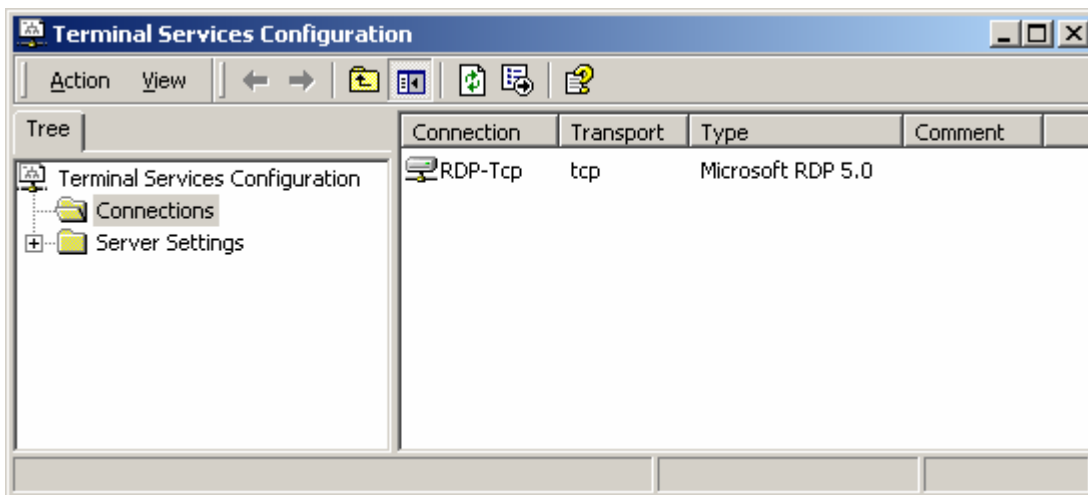 Terminal Services Configuration
Action View
Tree
Connection Transport Type Comment
Terminal Services Configuration
RDP-Tcp tcp Microsoft RDP 5.0
Connections
Server Settings